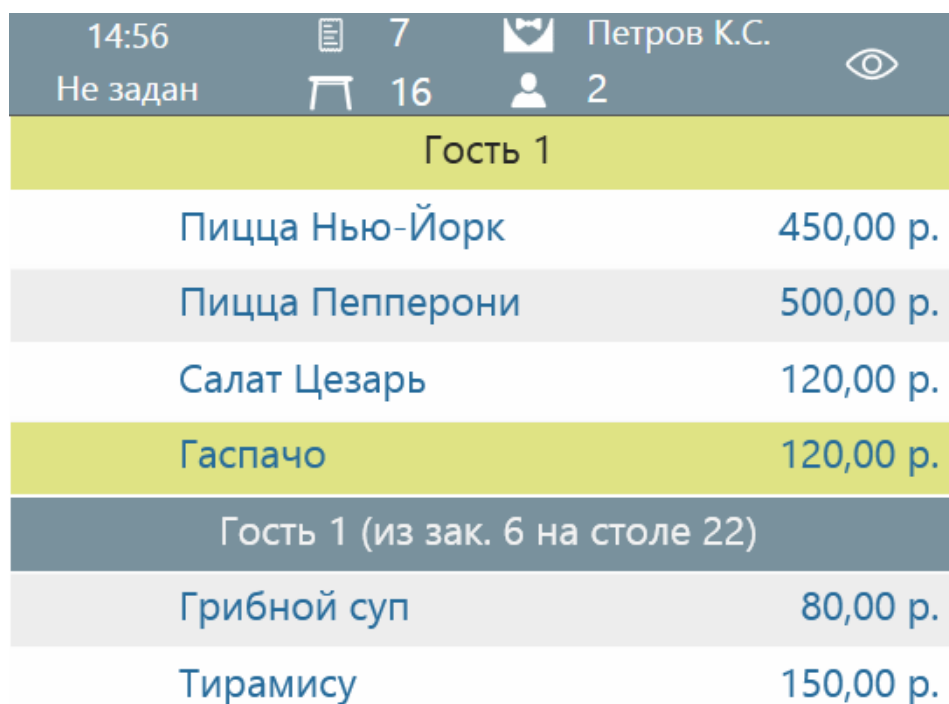 14:56 7 Петров К.С.
Не задан 16 2
Гость 1
Пицца Нью-Йорк 450,00 р.
Пицца Пепперони 500,00 р.
Салат Цезарь 120,00 р.
Гаспачо 120,00 р.
Гость 1 (из зак. 6 на столе 22)
Грибной суп 80,00 р.
Тирамису 150,00 р.